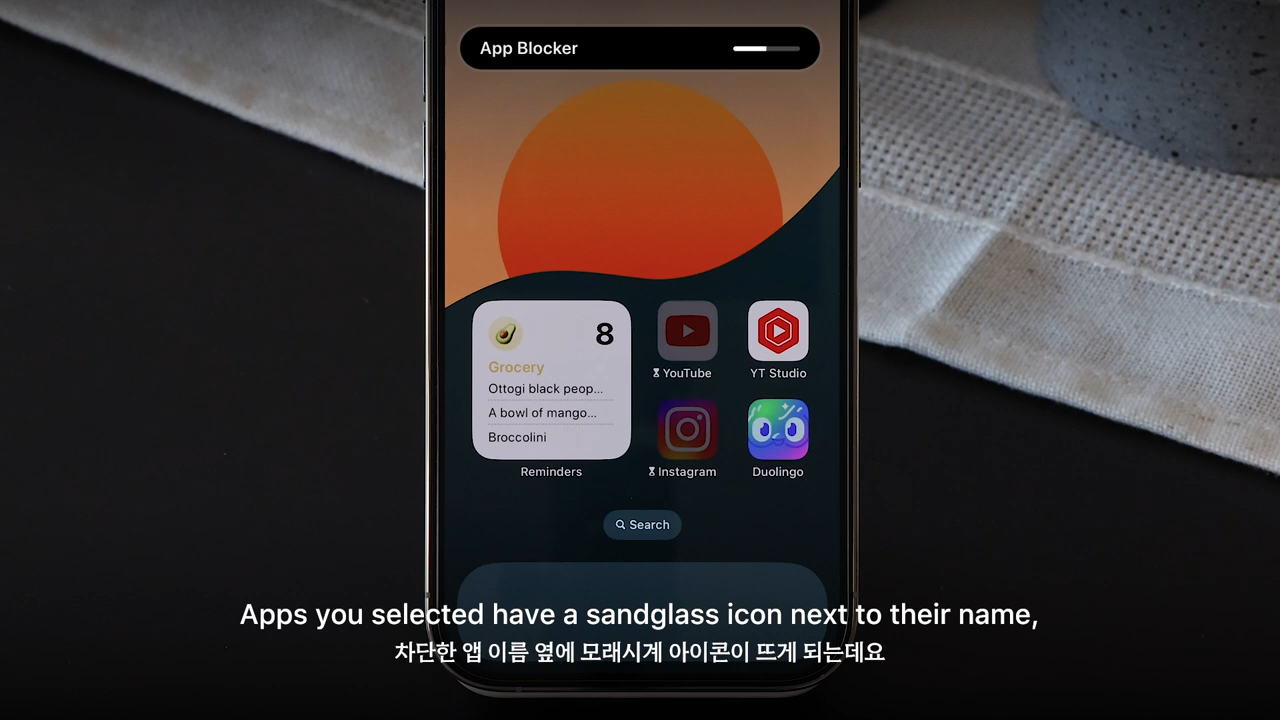 App Blocker
8
Grocery
Ottogi black peop...
A bowl of mango...
Broccolini
Reminders
YouTube
YT Studio
Instagram
Duolingo
Search
Apps you selected have a sandglass icon next to their name,
차단한 앱 이름 옆에 모래시계 아이콘이 뜨게 되는데요